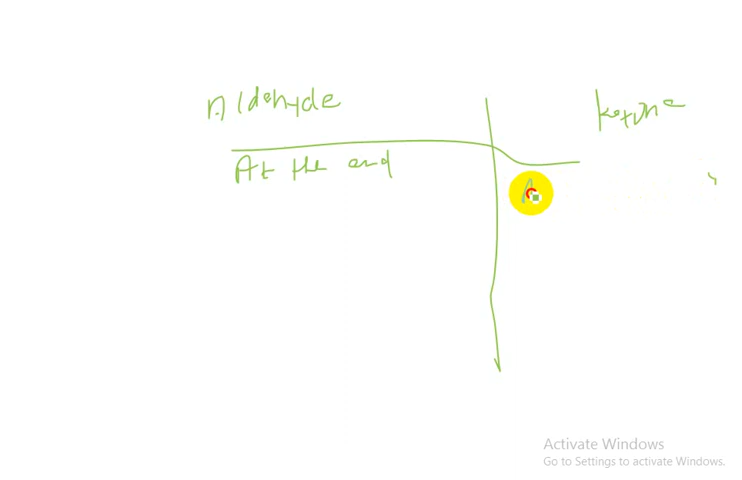 Aldehyde
ketone
At the end
A
Activate Windows
Go to Settings to activate Windows.